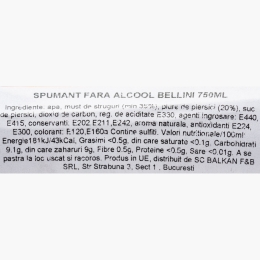 SPUMANT FARA ALCOOL BELLINI 750ML
Ingrediente: apa, must de struguri (min 35%), piure de piersici (20%), suc
de piersici, dioxid de carbon, reg. de aciditate E330, agenti ingrosare: E440,
E415, conservanti: E202,E211,E242, aroma naturala, antioxidanti E224,
E300, colorant: E120,E160a Contine sulfiti. Valori nutritionale/100ml
Energie181kJ/43kCal, Grasimi <0.5g, din care saturate <0.1g. Carbohidrati
9.1g, din care zaharuri 9g, Fibre 0.5g, Proteine <0.5g, Sare <0.01g. A se
pastra la loc uscat si racoros. Produs in UE, distribuit de SC BALKAN F&B
SRL, Str Strabuna 3, Sect 1, Bucuresti